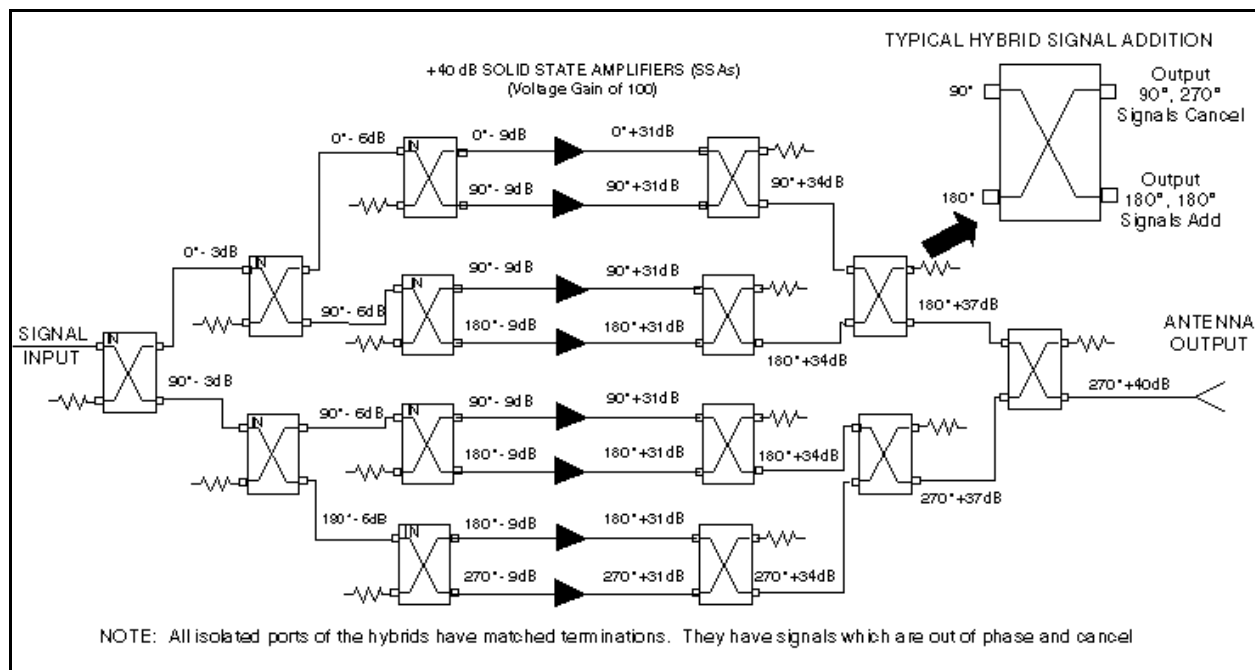 TYPICAL HYBRID SIGNAL ADDITION
+40 dB SOLID STATE AMPLIFIERS (SSAs)
(Voltage Gain of 100)
90°
Output
90°, 270°
Signals Cancel
180°
Output
180°, 180°
Signals Add
0°- 6dB
IN
0°- 9dB
0°+31dB
90°- 9dB
90°+31dB
90°+34dB
0°- 3dB
IN
90°- 6dB
IN
90°- 9dB
90°+31dB
180°- 9dB
180°+31dB
180°+34dB
180°+37dB
SIGNAL
INPUT
IN
90°- 3dB
ANTENNA
OUTPUT
270°+40dB
IN
90°- 6dB
IN
90°- 9dB
90°+31dB
180°- 9dB
180°+31dB
180°+34dB
270°+37dB
180°- 6dB
IN
180°- 9dB
180°+31dB
270°- 9dB
270°+31dB
270°+34dB
NOTE: All isolated ports of the hybrids have matched terminations. They have signals which are out of phase and cancel